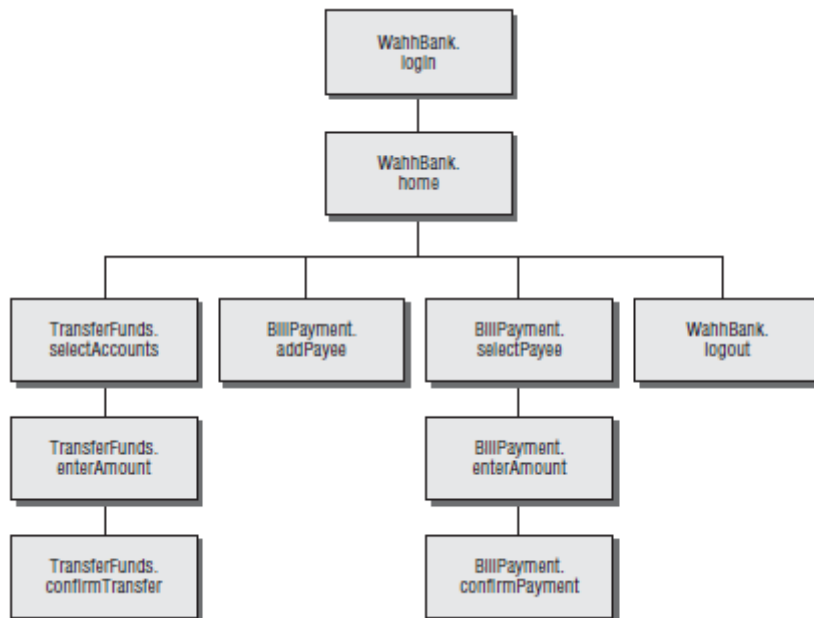 WahhBank.
login
WahhBank.
home
TransferFunds.
selectAccounts
BillPayment.
addPayee
BillPayment.
selectPayee
WahhBank.
logout
TransferFunds.
enterAmount
BillPayment.
enterAmount
TransferFunds.
confirmTransfer
BillPayment.
confirmPayment